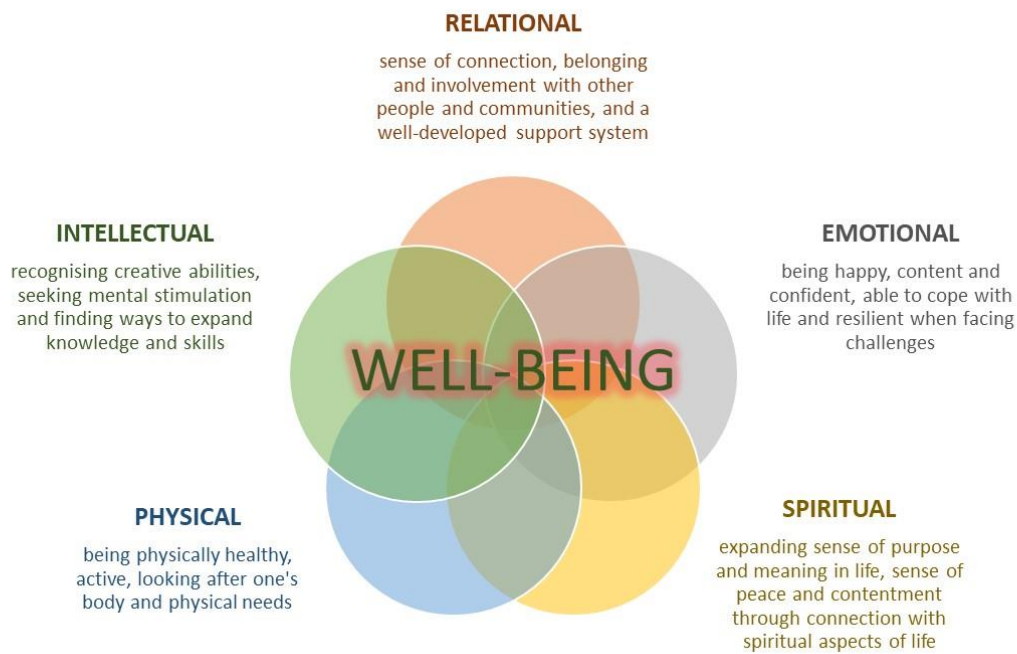 RELATIONAL
sense of connection, belonging
and involvement with other
people and communities, and a
well-developed support system
INTELLECTUAL
recognising creative abilities,
seeking mental stimulation
and finding ways to expand
knowledge and skills
EMOTIONAL
being happy, content and
confident, able to cope with
life and resilient when facing
challenges
WELL-BEING
PHYSICAL
being physically healthy,
active, looking after one's
body and physical needs
SPIRITUAL
expanding sense of purpose
and meaning in life, sense of
peace and contentment
through connection with
spiritual aspects of life